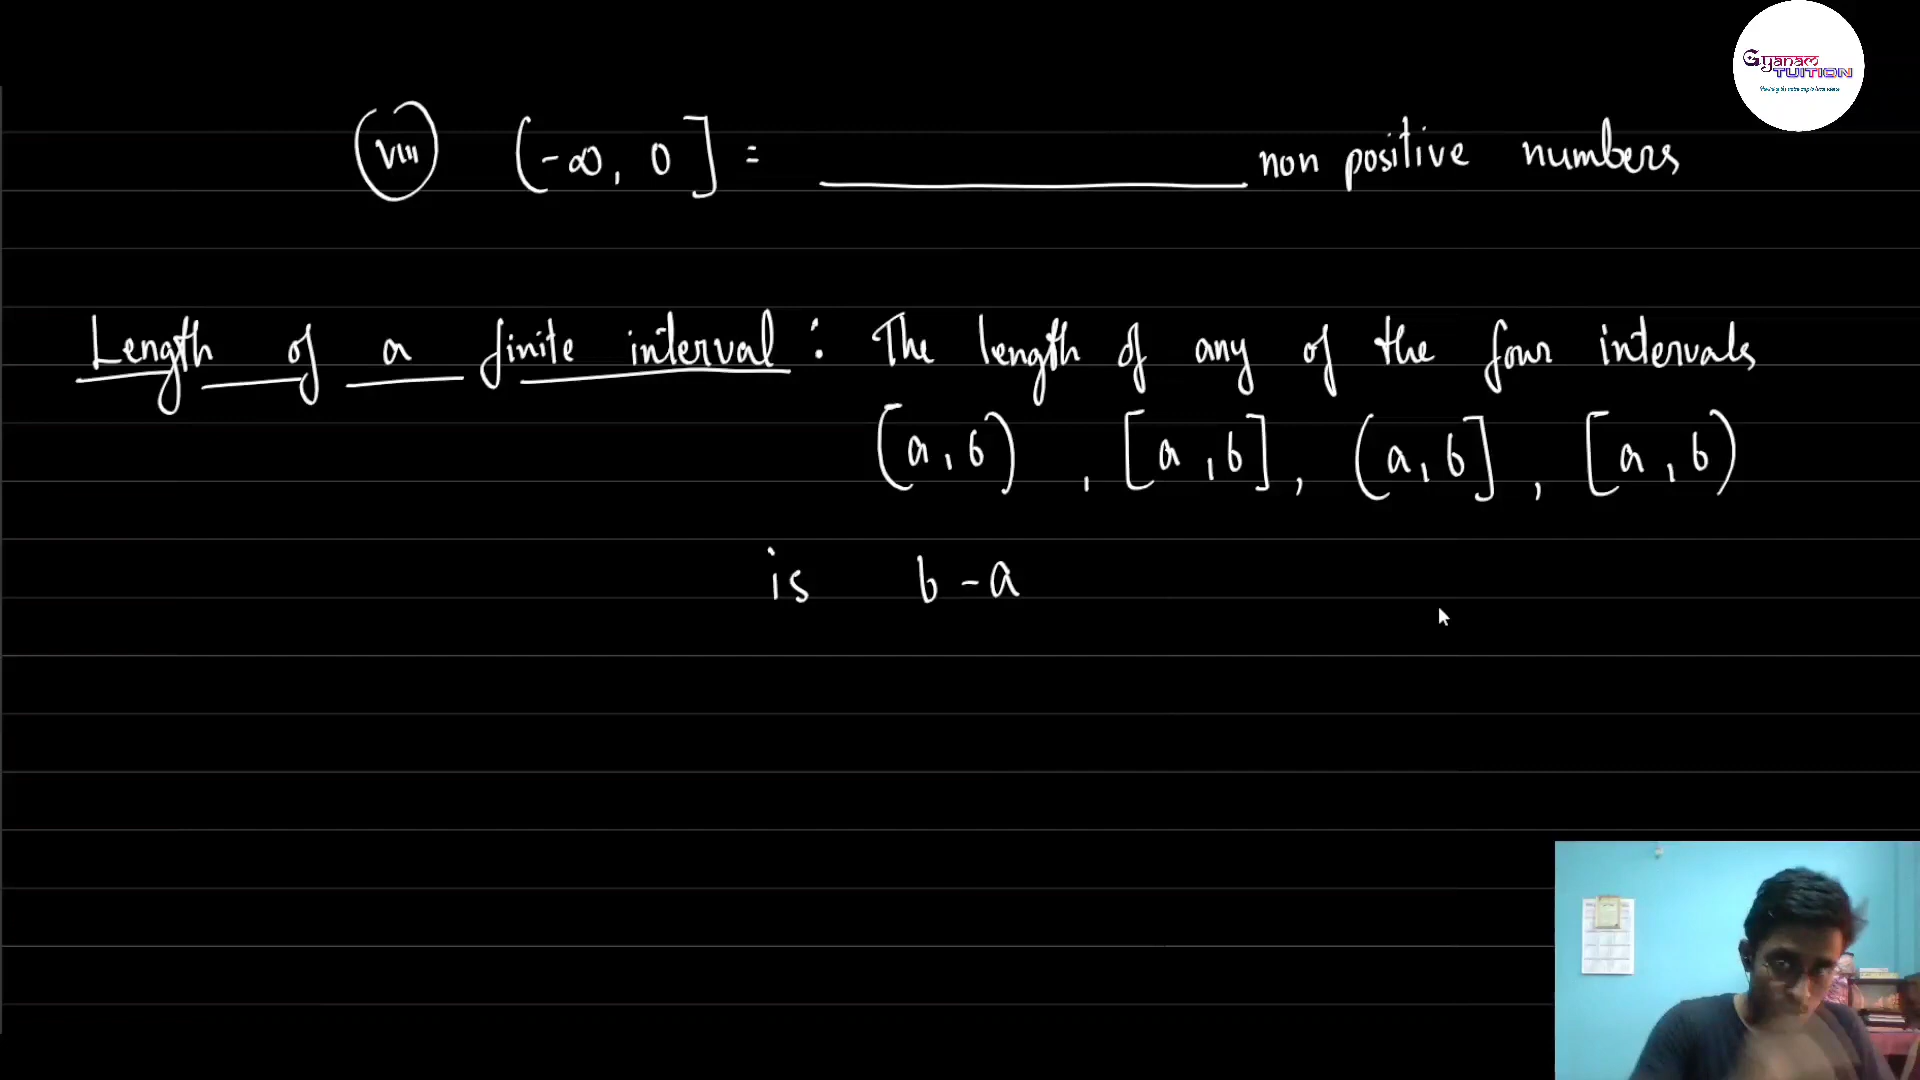 Gyanam
TUITION
(viii) (-∞, 0] = __________ non positive numbers
Length of a finite interval : The length of any of the four intervals
(a, b) , [a, b] , (a, b] , [a, b)
is b - a